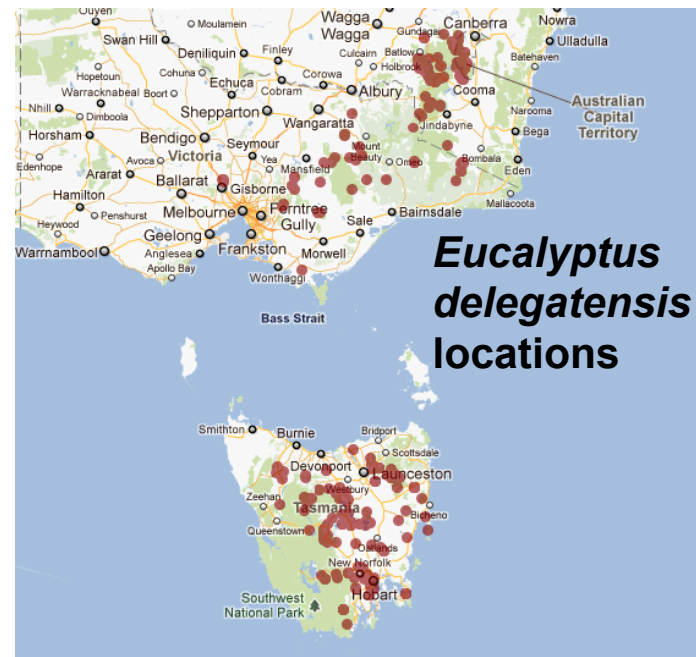 Ouyen
Moulamein
Wagga
Wagga
Gundagai
Canberra
Nowra
Swan Hill
Deniliquin
Finley
Culcairn
Batlow
Holbrook
Ulladulla
Batehaven
Hopetoun
Cohuna
Echuca
Corowa
Cobram
Albury
Cooma
Warracknabeal
Boort
Nhill
Dimboola
Shepparton
Wangaratta
Jindabyne
Narooma
Australian
Capital
Territory
Horsham
Bendigo
Seymour
Mount
Beauty
Omeo
Bombala
Bega
Edenhope
Avoca
Victoria
Yea
Mansfield
Eden
Ararat
Ballarat
Gisborne
Mallacoota
Hamilton
Penshurst
Melbourne
Ferntree
Gully
Sale
Bairnsdale
Heywood
Geelong
Frankston
Morwell
Warrnambool
Anglesea
Apollo Bay
Wonthaggi
Eucalyptus
delegatensis
locations
Bass Strait
Smithton
Burnie
Bridport
Scottsdale
Devonport
Launceston
Westbury
Zeehan
Tasmania
Bicheno
Queenstown
Oatlands
New Norfolk
Hobart
Southwest
National Park